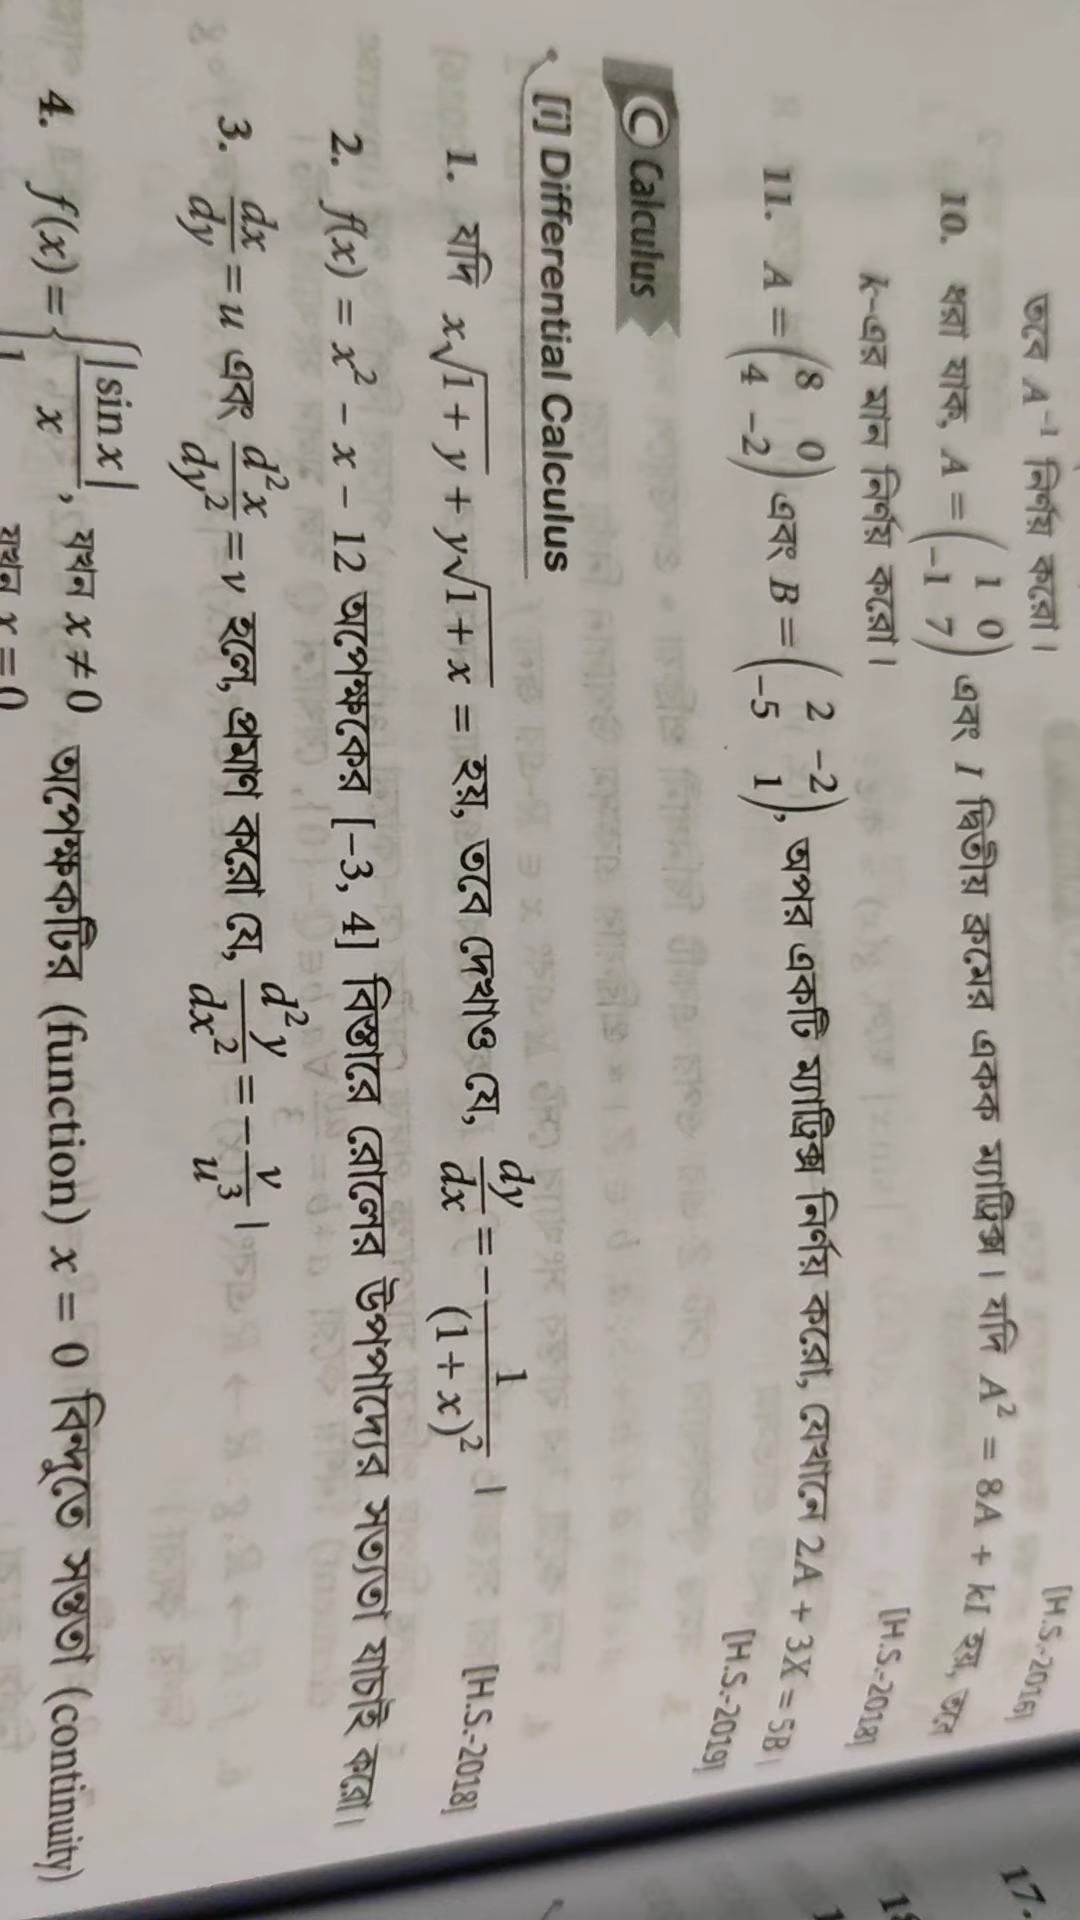 তবে A⁻¹ নির্ণয় করো।
[H.S.-2016]
10. ধরা যাক, A = ( 1 0 ; -1 7 ) এবং I দ্বিতীয় ক্রমের একক ম্যাট্রিক্স। যদি A² = 8A + kI হয়, তবে
k-এর মান নির্ণয় করো।
[H.S.-2018]
11. A = ( 8 0 ; 4 -2 ) এবং B = ( 2 -2 ; -5 1 ), অপর একটি ম্যাট্রিক্স নির্ণয় করো, যেখানে 2A + 3X = 5B।
[H.S.-2019]
C Calculus
[i] Differential Calculus
1. যদি x√(1 + y) + y√(1 + x) = হয়, তবে দেখাও যে, dy/dx = - 1/(1 + x)² ।
[H.S.-2018]
2. f(x) = x² - x - 12 অপেক্ষকের [-3, 4] বিস্তারে রোলের উপপাদ্যের সত্যতা যাচাই করো।
3. dx/dy = u এবং d²x/dy² = v হলে, প্রমাণ করো যে, d²y/dx² = - v/u³ ।
4. f(x) = { |sin x|/x, যখন x ≠ 0 অপেক্ষকটির (function) x = 0 বিন্দুতে সন্ততা (continuity)
1 যখন x = 0
17.